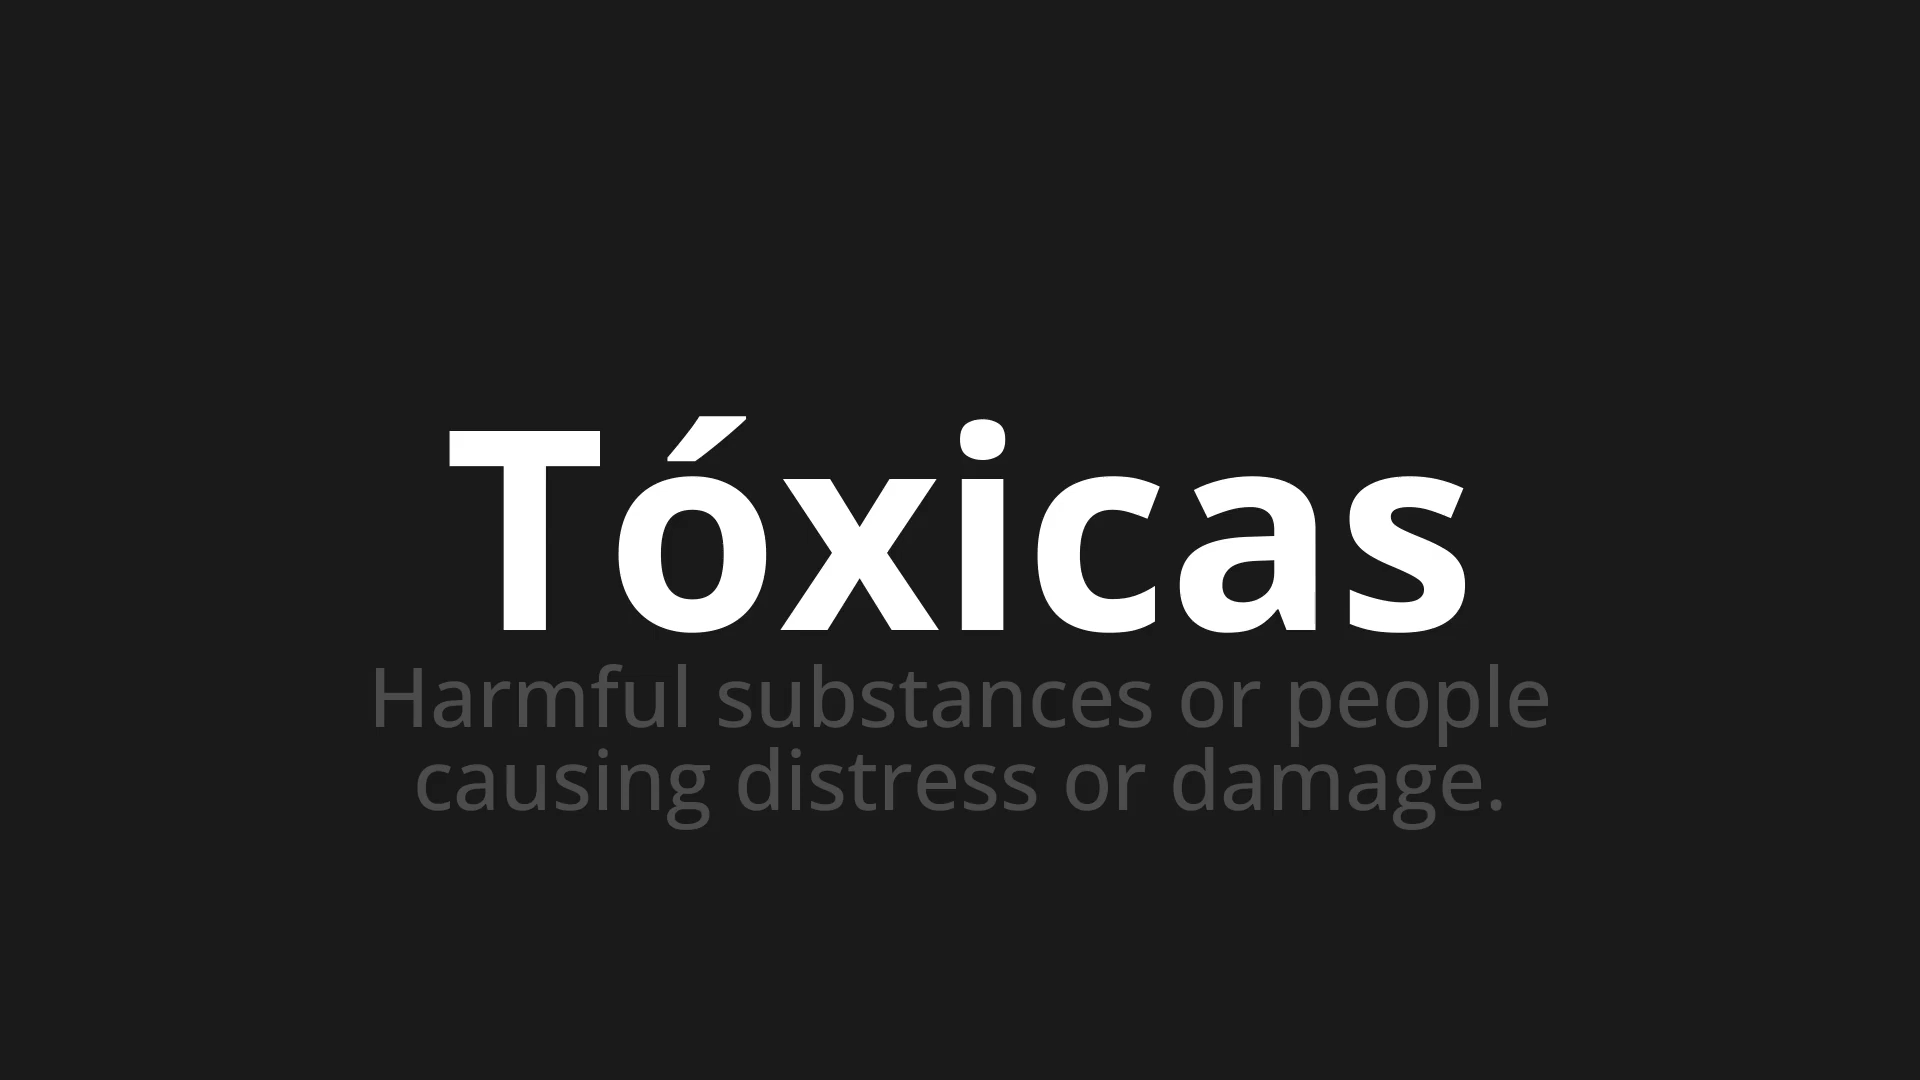 Tóxicas
Harmful substances or people
causing distress or damage.